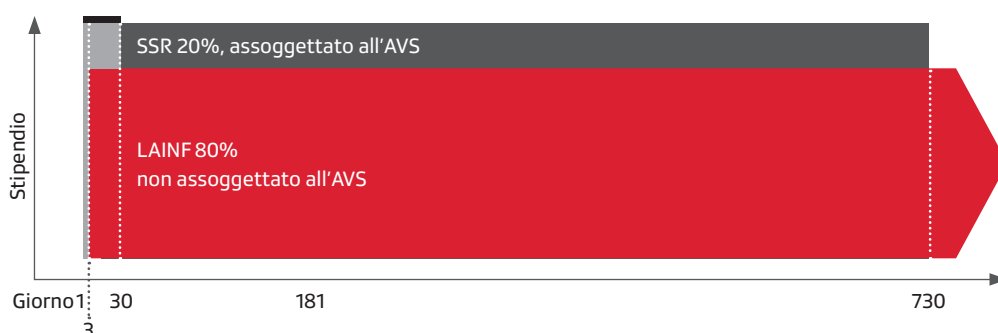 SSR 20%, assoggettato all'AVS
Stipendio
LAINF 80%
non assoggettato all'AVS
Giorno 1 30 181 730
3